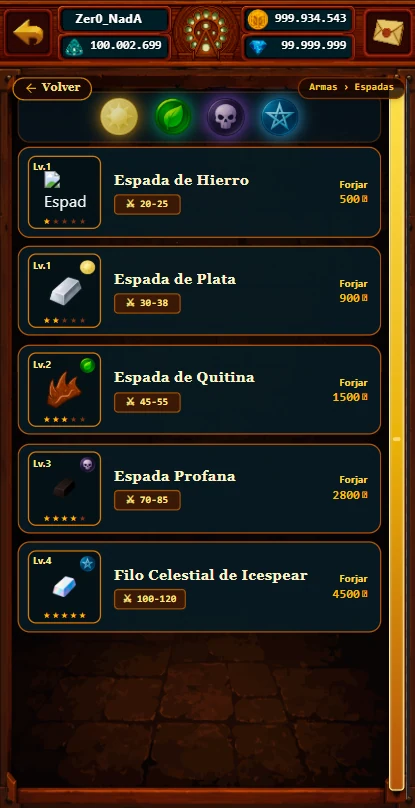 Zer0_NadA
999.934.543
100.002.699
99.999.999
← Volver
Armas › Espadas
Lv.1
Espad
Espada de Hierro
⚔ 20-25
Forjar
500
Lv.1
Espada de Plata
⚔ 30-38
Forjar
900
Lv.2
Espada de Quitina
⚔ 45-55
Forjar
1500
Lv.3
Espada Profana
⚔ 70-85
Forjar
2800
Lv.4
Filo Celestial de Icespear
⚔ 100-120
Forjar
4500